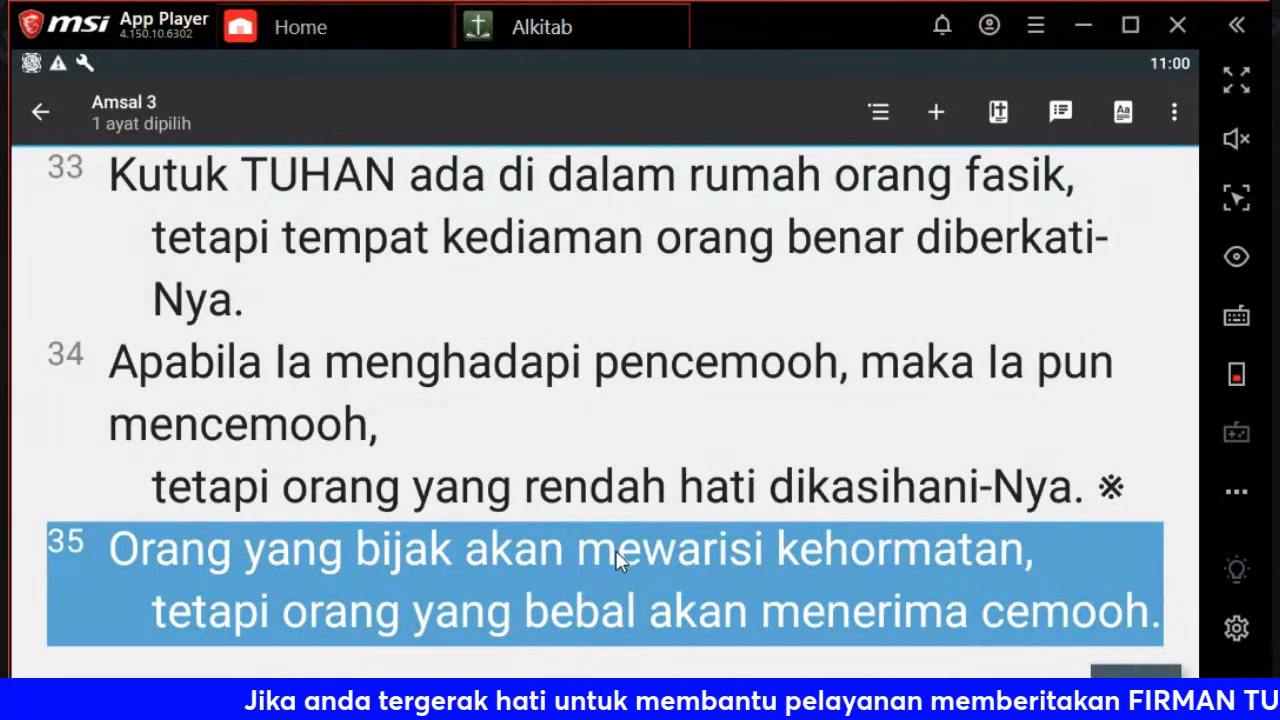 msi App Player
4.150.10.6302
Home
Alkitab
11:00
Amsal 3
1 ayat dipilih
33 Kutuk TUHAN ada di dalam rumah orang fasik,
tetapi tempat kediaman orang benar diberkati-
Nya.
34 Apabila Ia menghadapi pencemooh, maka Ia pun
mencemooh,
tetapi orang yang rendah hati dikasihani-Nya. ※
35 Orang yang bijak akan mewarisi kehormatan,
tetapi orang yang bebal akan menerima cemooh.
Jika anda tergerak hati untuk membantu pelayanan memberitakan FIRMAN TU